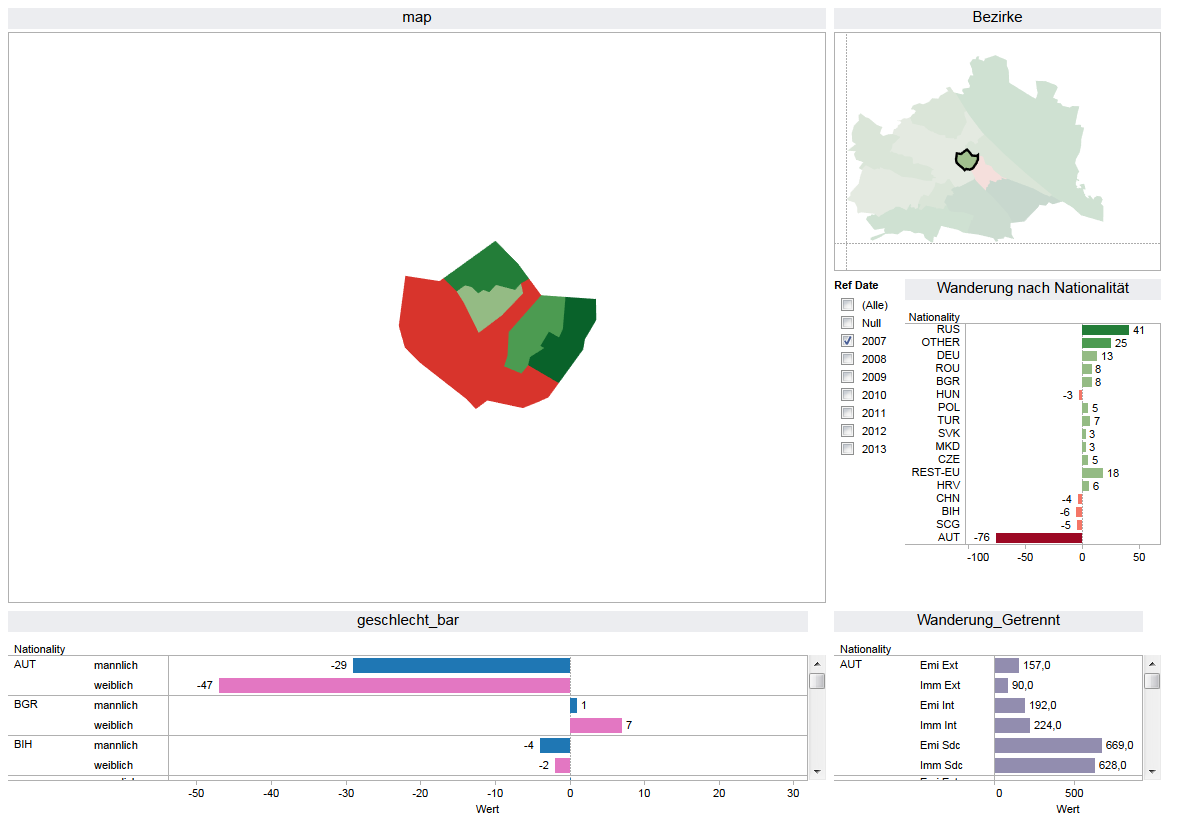 map
Bezirke
Ref Date
(Alle)
Null
2007
2008
2009
2010
2011
2012
2013
Wanderung nach Nationalität
Nationality
RUS 41
OTHER 25
DEU 13
ROU 8
BGR 8
HUN -3
POL 5
TUR 7
SVK 3
MKD 3
CZE 5
REST-EU 18
HRV 6
CHN -4
BIH -6
SCG -5
AUT -76
-100 -50 0 50
geschlecht_bar
Nationality
AUT mannlich -29
weiblich -47
BGR mannlich 1
weiblich 7
BIH mannlich -4
weiblich -2
-50 -40 -30 -20 -10 0 10 20 30
Wert
Wanderung_Getrennt
Nationality
AUT Emi Ext 157,0
Imm Ext 90,0
Emi Int 192,0
Imm Int 224,0
Emi Sdc 669,0
Imm Sdc 628,0
0 500
Wert